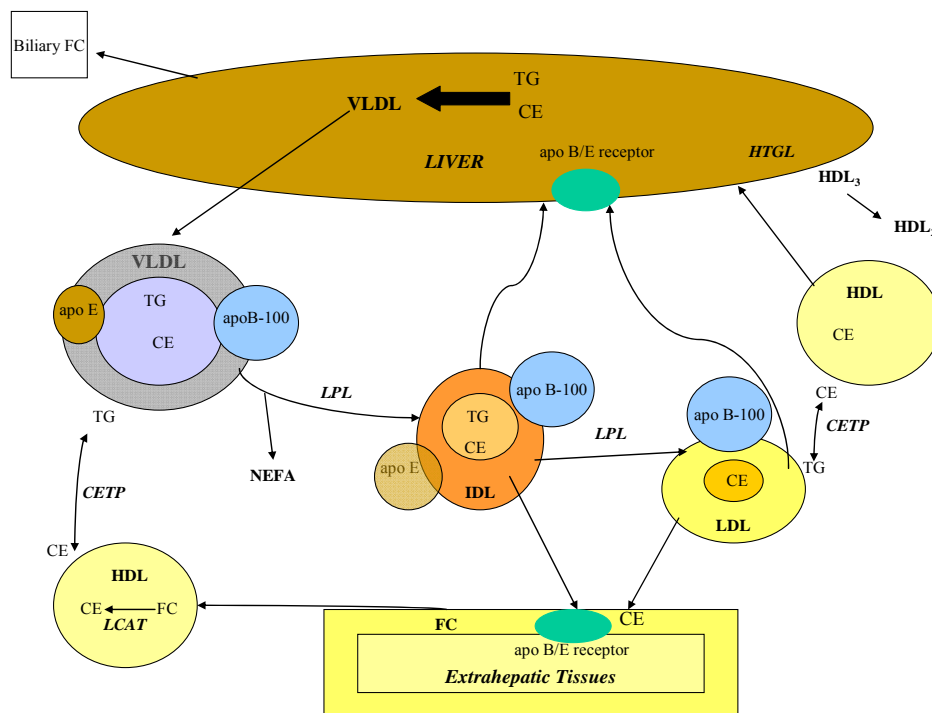 Biliary FC
TG
VLDL
CE
apo B/E receptor
HTGL
LIVER
HDL₃
HDL
VLDL
TG
CE
apo E
apoB-100
HDL
CE
TG
LPL
NEFA
CETP
apo B-100
TG
CE
apo E
IDL
LPL
apo B-100
CE
LDL
CE
CETP
TG
CE
HDL
CE
FC
LCAT
FC
CE
apo B/E receptor
Extrahepatic Tissues